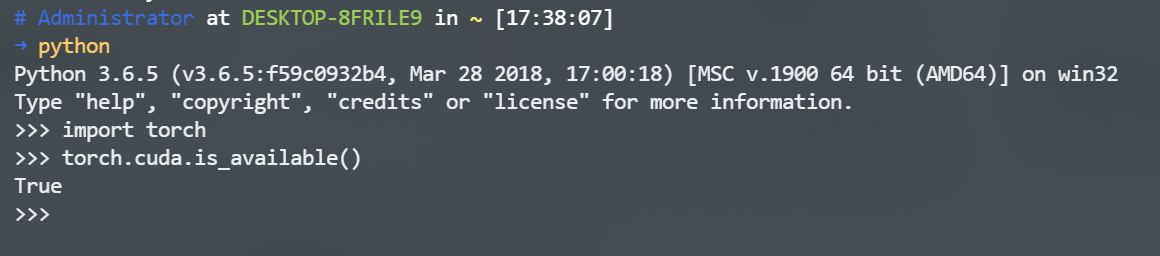 # Administrator at DESKTOP-8FRILE9 in ~ [17:38:07]
→ python
Python 3.6.5 (v3.6.5:f59c0932b4, Mar 28 2018, 17:00:18) [MSC v.1900 64 bit (AMD64)] on win32
Type "help", "copyright", "credits" or "license" for more information.
>>> import torch
>>> torch.cuda.is_available()
True
>>>